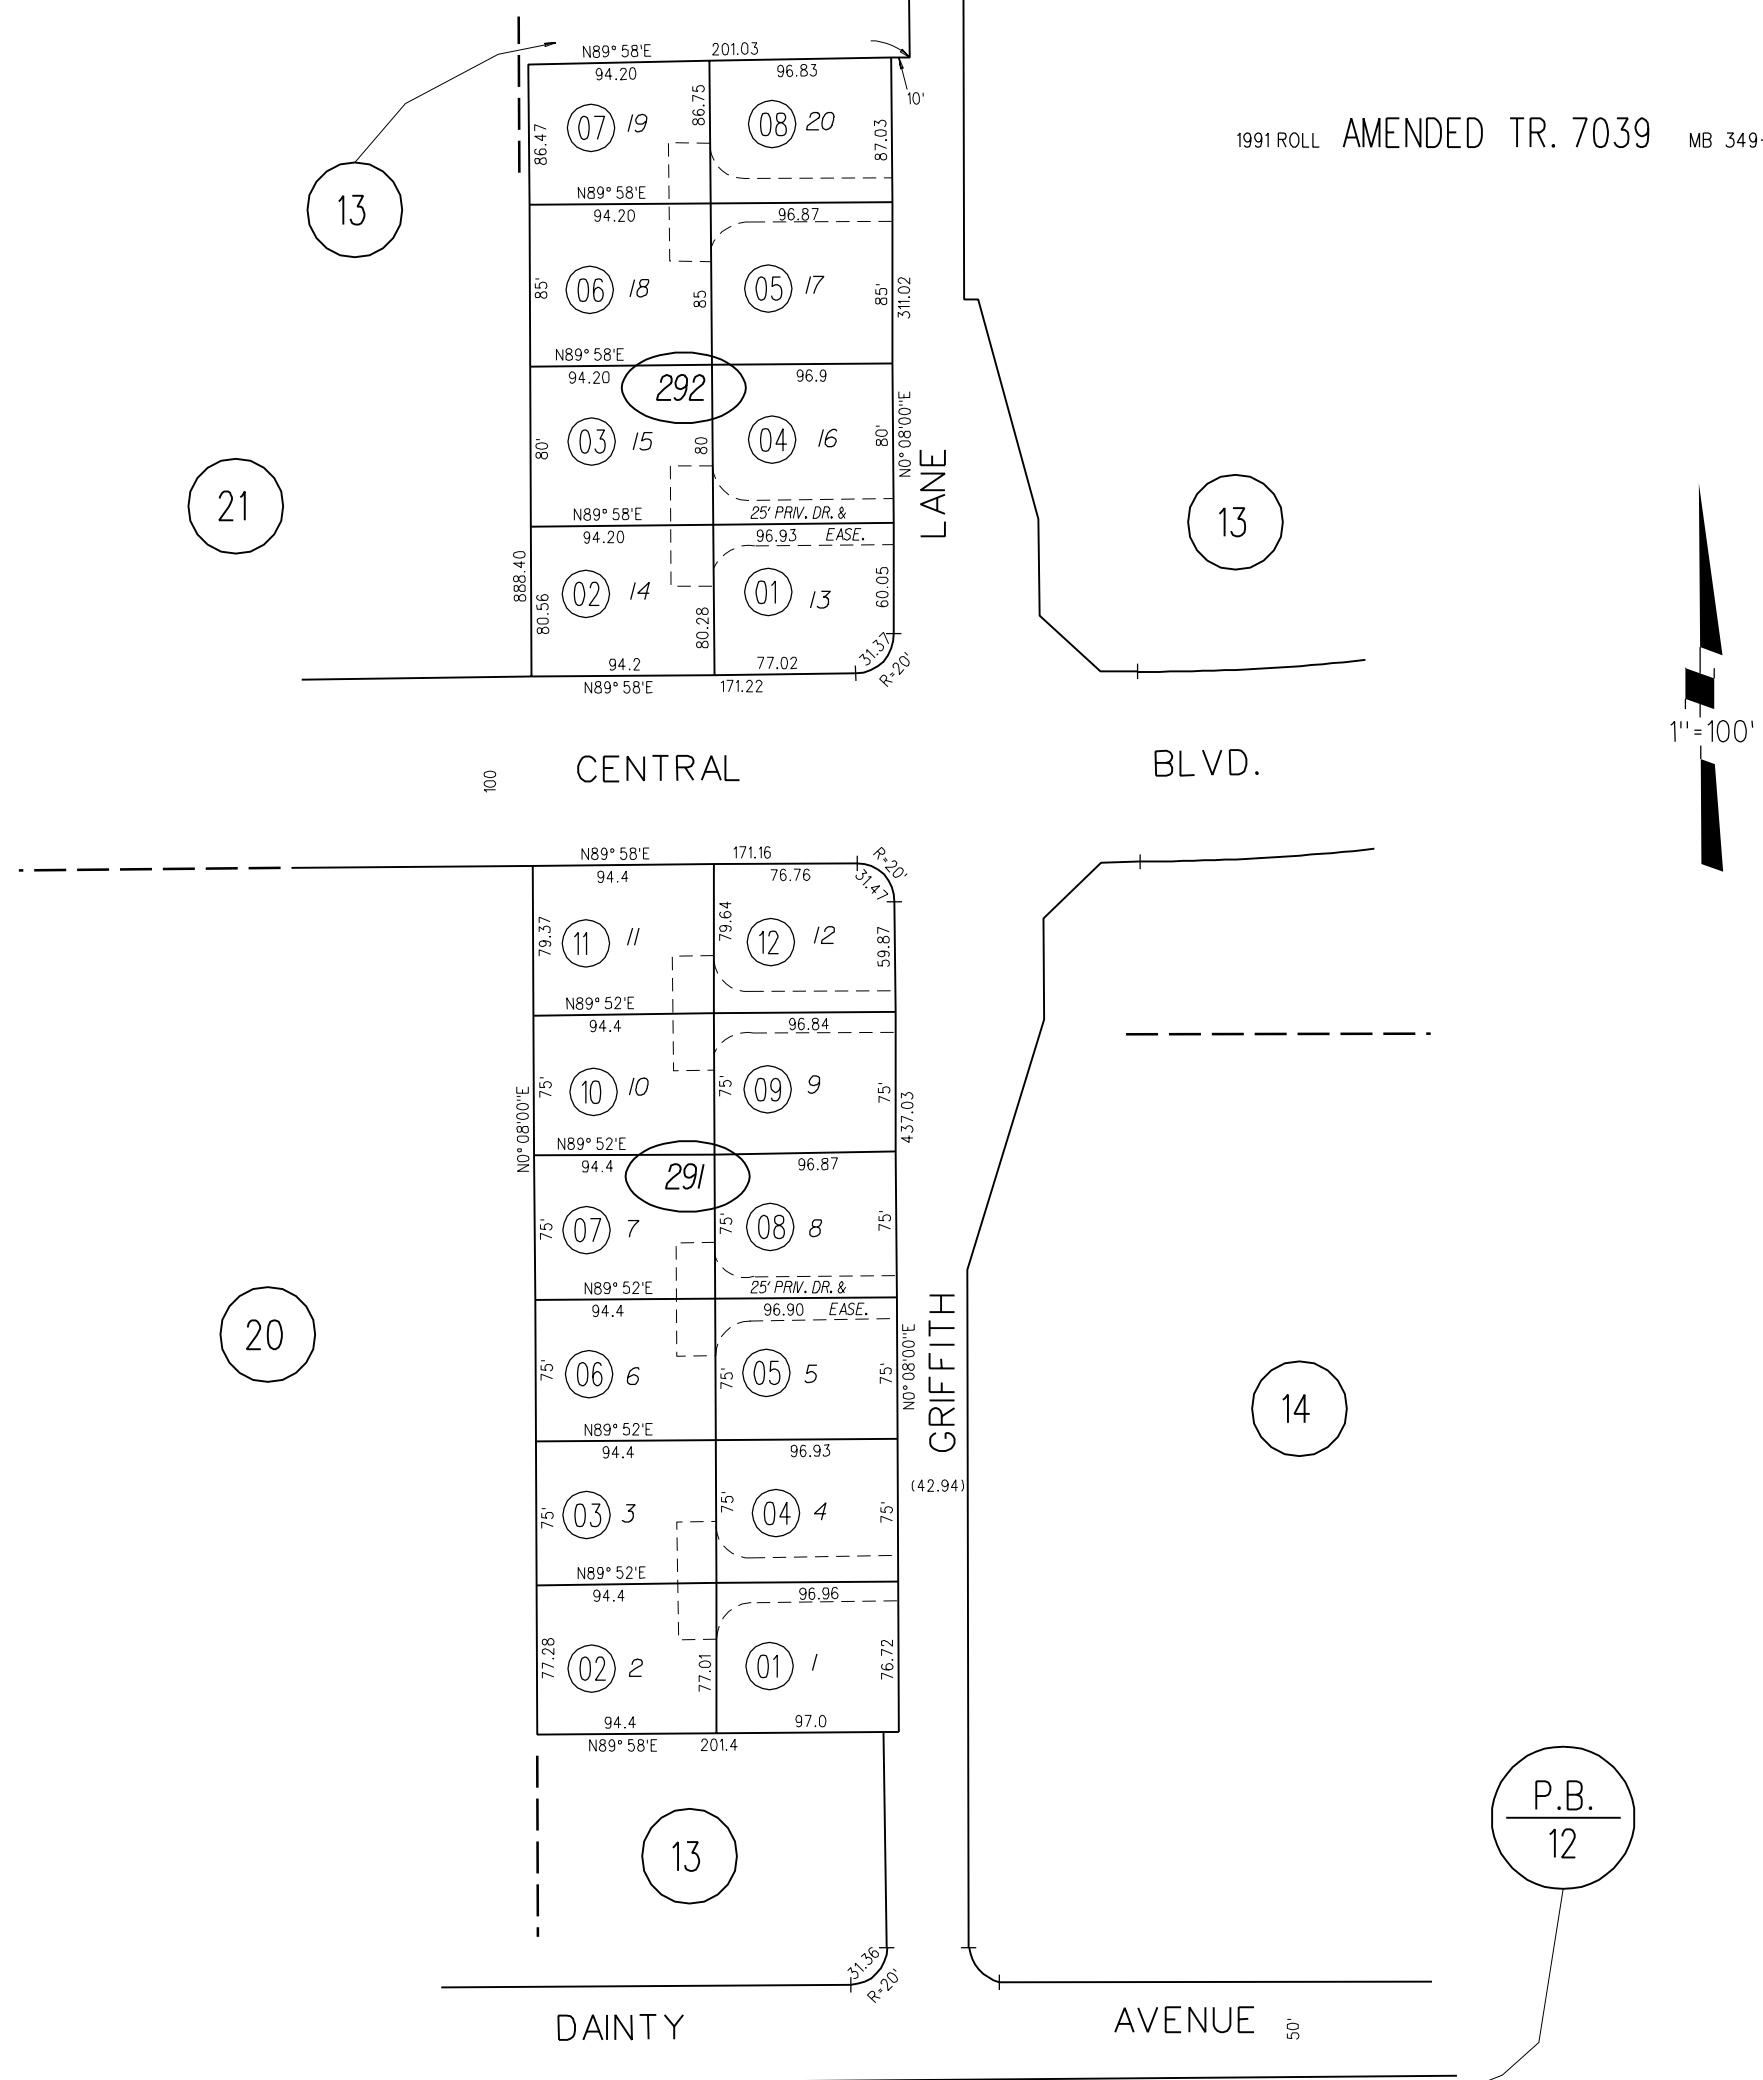 N89° 58'E 201.03
94.20 96.83
10'
86.47 07 19 86.75 08 20 87.03
1991 ROLL AMENDED TR. 7039 MB 349-
13
N89° 58'E
94.20 96.87
85' 06 18 85 05 17 85' 311.02
N89° 58'E
94.20 292 96.9
80' 03 15 80 04 16 80' N0° 08'00"E
LANE
21
13
N89° 58'E 25' PRIV. DR. &
94.20 96.93 EASE.
888.40 80.56 02 14 80.28 01 13 60.05
31.37
R=20'
94.2 77.02
N89° 58'E 171.22
1"=100'
100 CENTRAL BLVD.
N89° 58'E 171.16
94.4 76.76
R=20'
31.47
79.37 11 11 79.64 12 12 59.87
N89° 52'E
94.4 96.84
N0° 08'00"E 75' 10 10 75' 09 9 75' 437.03
N89° 52'E
94.4 291 96.87
75' 07 7 75' 08 8 75'
N89° 52'E 25' PRIV. DR. &
94.4 96.90 EASE.
20
75' 06 6 75' 05 5 75' N0° 08'00"E
GRIFFITH
14
N89° 52'E
94.4 96.93
(42.94)
75' 03 3 75' 04 4 75'
N89° 52'E
94.4 96.96
77.28 02 2 77.01 01 1 76.72
94.4 97.0
N89° 58'E 201.4
P.B.
12
13
31.36
R=20'
DAINTY AVENUE 50'